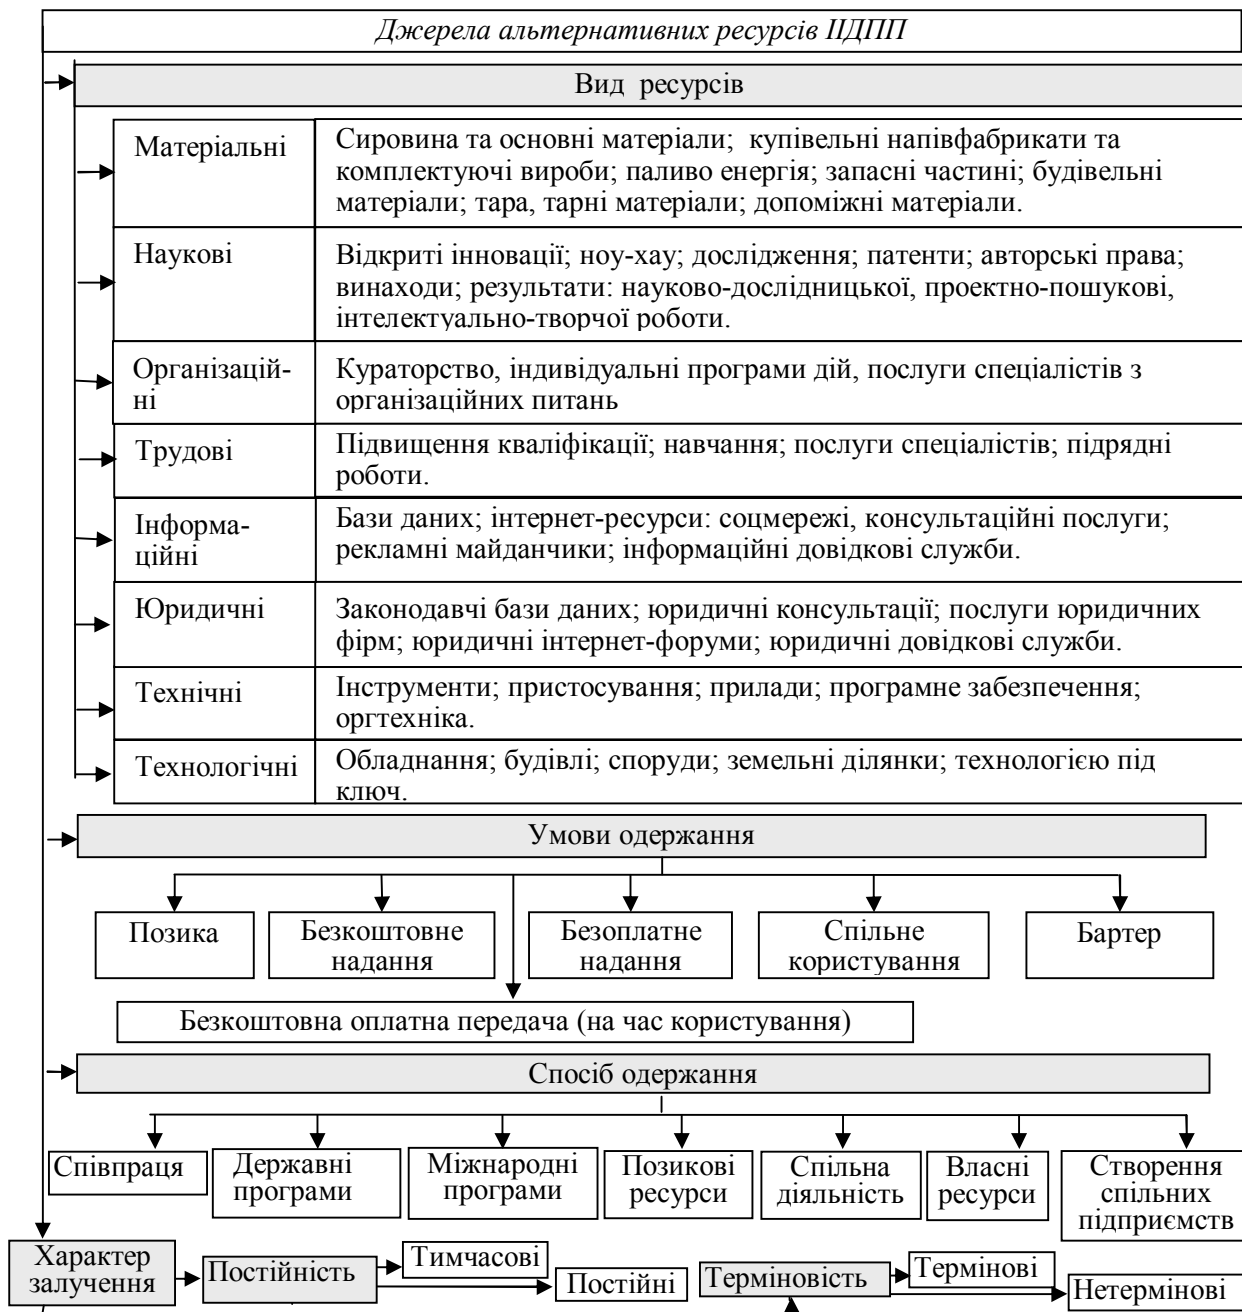 Джерела альтернативних ресурсів ІІДПП
Вид ресурсів
Матеріальні
Сировина та основні матеріали; купівельні напівфабрикати та
комплектуючі вироби; паливо енергія; запасні частині; будівельні
матеріали; тара, тарні матеріали; допоміжні матеріали.
Наукові
Відкриті інновації; ноу-хау; дослідження; патенти; авторські права;
винаходи; результати: науково-дослідницької, проектно-пошукові,
інтелектуально-творчої роботи.
Організацій-
ні
Кураторство, індивідуальні програми дій, послуги спеціалістів з
організаційних питань
Трудові
Підвищення кваліфікації; навчання; послуги спеціалістів; підрядні
роботи.
Інформа-
ційні
Бази даних; інтернет-ресурси: соцмережі, консультаційні послуги;
рекламні майданчики; інформаційні довідкові служби.
Юридичні
Законодавчі бази даних; юридичні консультації; послуги юридичних
фірм; юридичні інтернет-форуми; юридичні довідкові служби.
Технічні
Інструменти; пристосування; прилади; програмне забезпечення;
оргтехніка.
Технологічні
Обладнання; будівлі; споруди; земельні ділянки; технологією під
ключ.
Умови одержання
Позика
Безкоштовне
надання
Безоплатне
надання
Спільне
користування
Бартер
Безкоштовна оплатна передача (на час користування)
Спосіб одержання
Співпраця
Державні
програми
Міжнародні
програми
Позикові
ресурси
Спільна
діяльність
Власні
ресурси
Створення
спільних
підприємств
Характер
залучення
Постійність
Тимчасові
Постійні
Терміновість
Термінові
Нетермінові